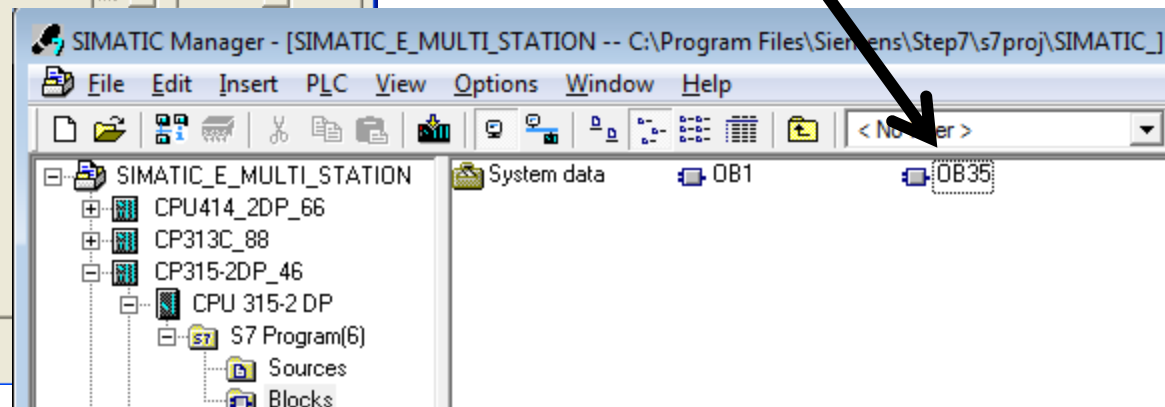 SIMATIC Manager - [SIMATIC_E_MULTI_STATION -- C:\Program Files\Siemens\Step7\s7proj\SIMATIC_]
File Edit Insert PLC View Options Window Help
< No er >
SIMATIC_E_MULTI_STATION
System data OB1 OB35
CPU414_2DP_66
CP313C_88
CP315-2DP_46
CPU 315-2 DP
S7 Program(6)
Sources
Blocks